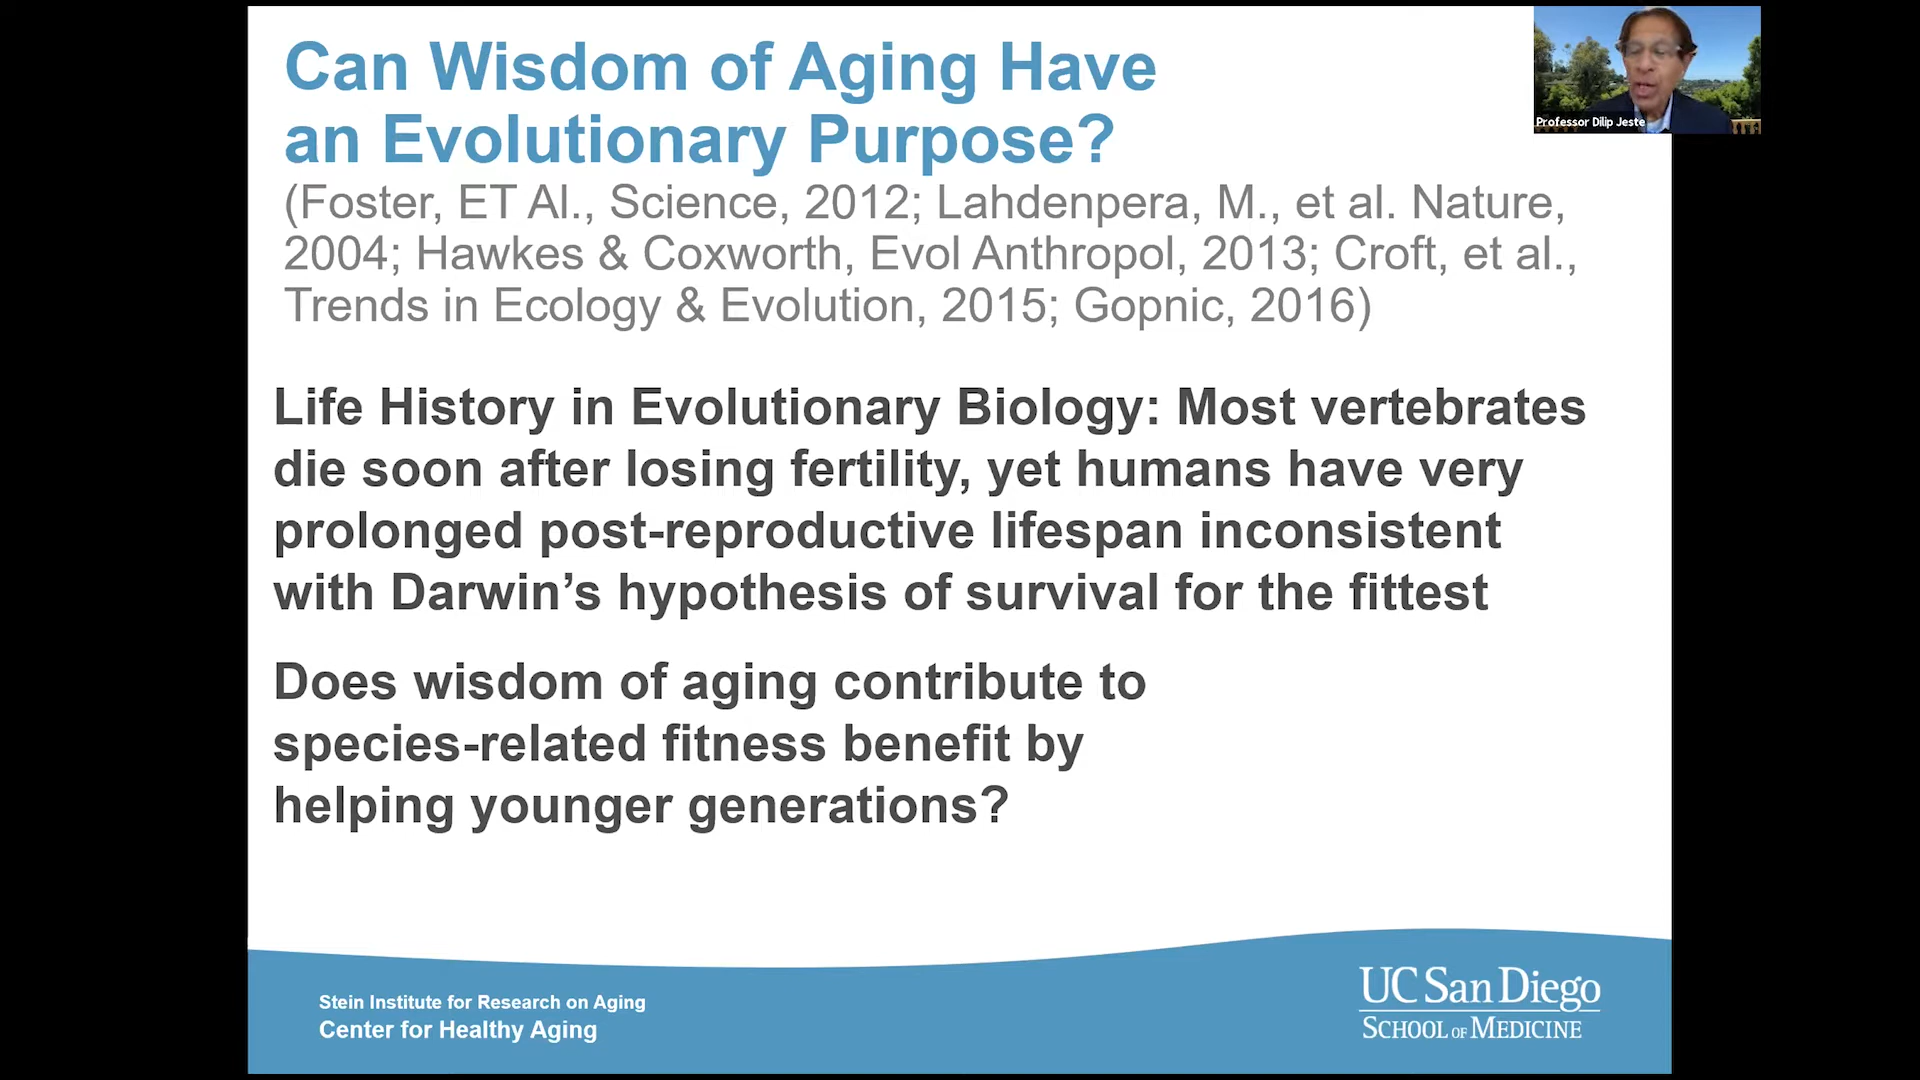 Can Wisdom of Aging Have
an Evolutionary Purpose?
(Foster, ET Al., Science, 2012; Lahdenpera, M., et al. Nature,
2004; Hawkes & Coxworth, Evol Anthropol, 2013; Croft, et al.,
Trends in Ecology & Evolution, 2015; Gopnic, 2016)
Professor Dilip Jeste
Life History in Evolutionary Biology: Most vertebrates
die soon after losing fertility, yet humans have very
prolonged post-reproductive lifespan inconsistent
with Darwin’s hypothesis of survival for the fittest
Does wisdom of aging contribute to
species-related fitness benefit by
helping younger generations?
Stein Institute for Research on Aging
Center for Healthy Aging
UC San Diego
SCHOOL OF MEDICINE